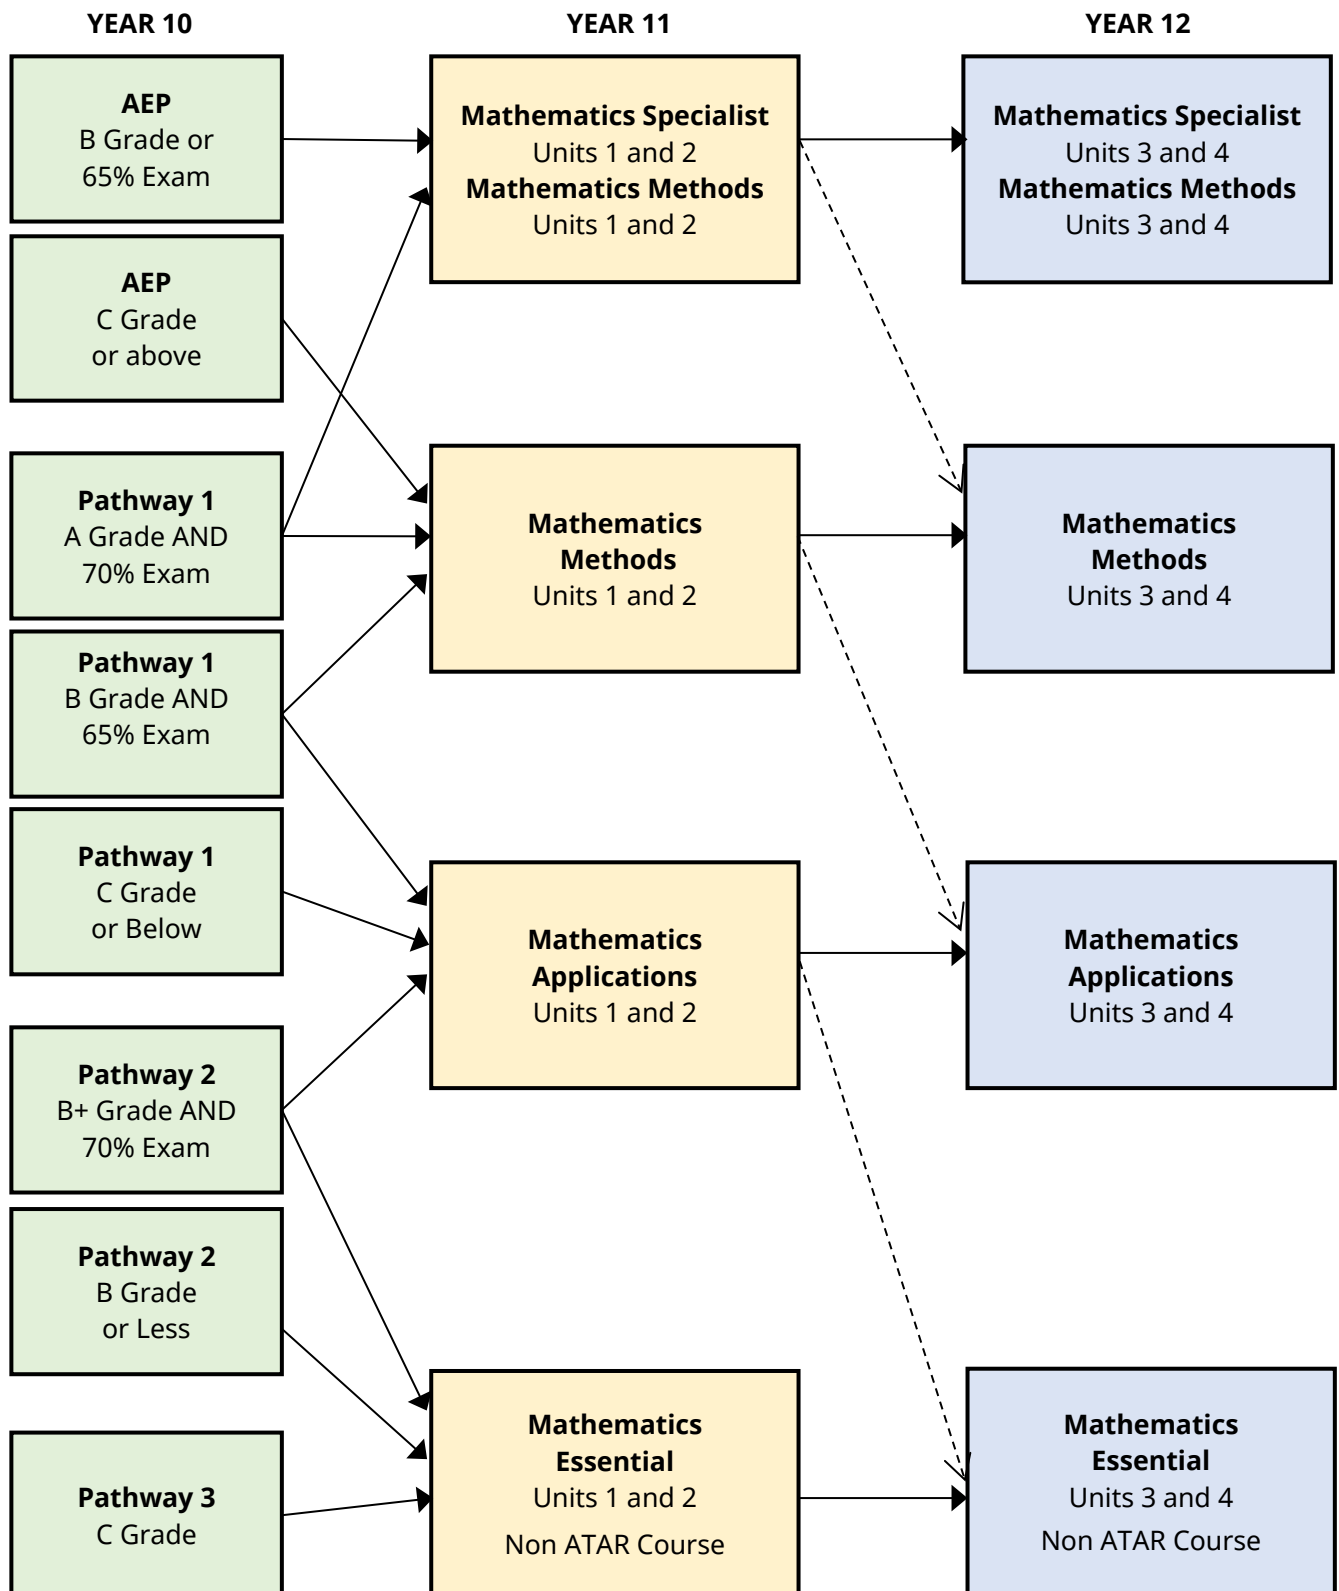 YEAR 10
YEAR 11
YEAR 12
AEP
B Grade or
65% Exam
AEP
C Grade
or above
Pathway 1
A Grade AND
70% Exam
Pathway 1
B Grade AND
65% Exam
Pathway 1
C Grade
or Below
Pathway 2
B+ Grade AND
70% Exam
Pathway 2
B Grade
or Less
Pathway 3
C Grade
Mathematics Specialist
Units 1 and 2
Mathematics Methods
Units 1 and 2
Mathematics
Methods
Units 1 and 2
Mathematics
Applications
Units 1 and 2
Mathematics
Essential
Units 1 and 2
Non ATAR Course
Mathematics Specialist
Units 3 and 4
Mathematics Methods
Units 3 and 4
Mathematics
Methods
Units 3 and 4
Mathematics
Applications
Units 3 and 4
Mathematics
Essential
Units 3 and 4
Non ATAR Course